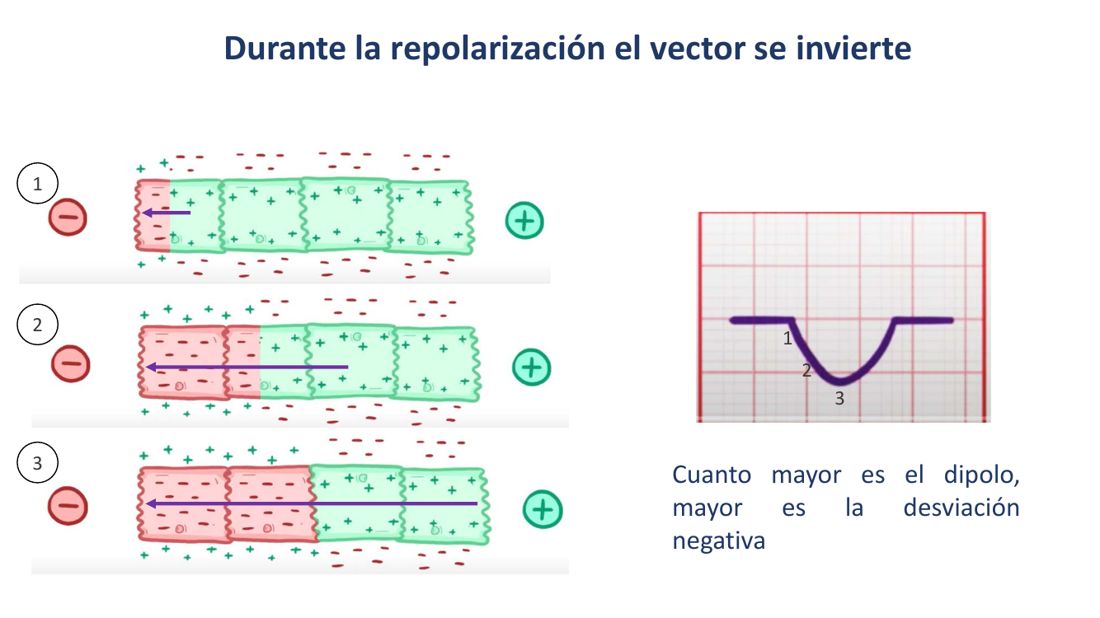 Durante la repolarización el vector se invierte
1
2
3
1
2
3
Cuanto mayor es el dipolo,
mayor es la desviación
negativa